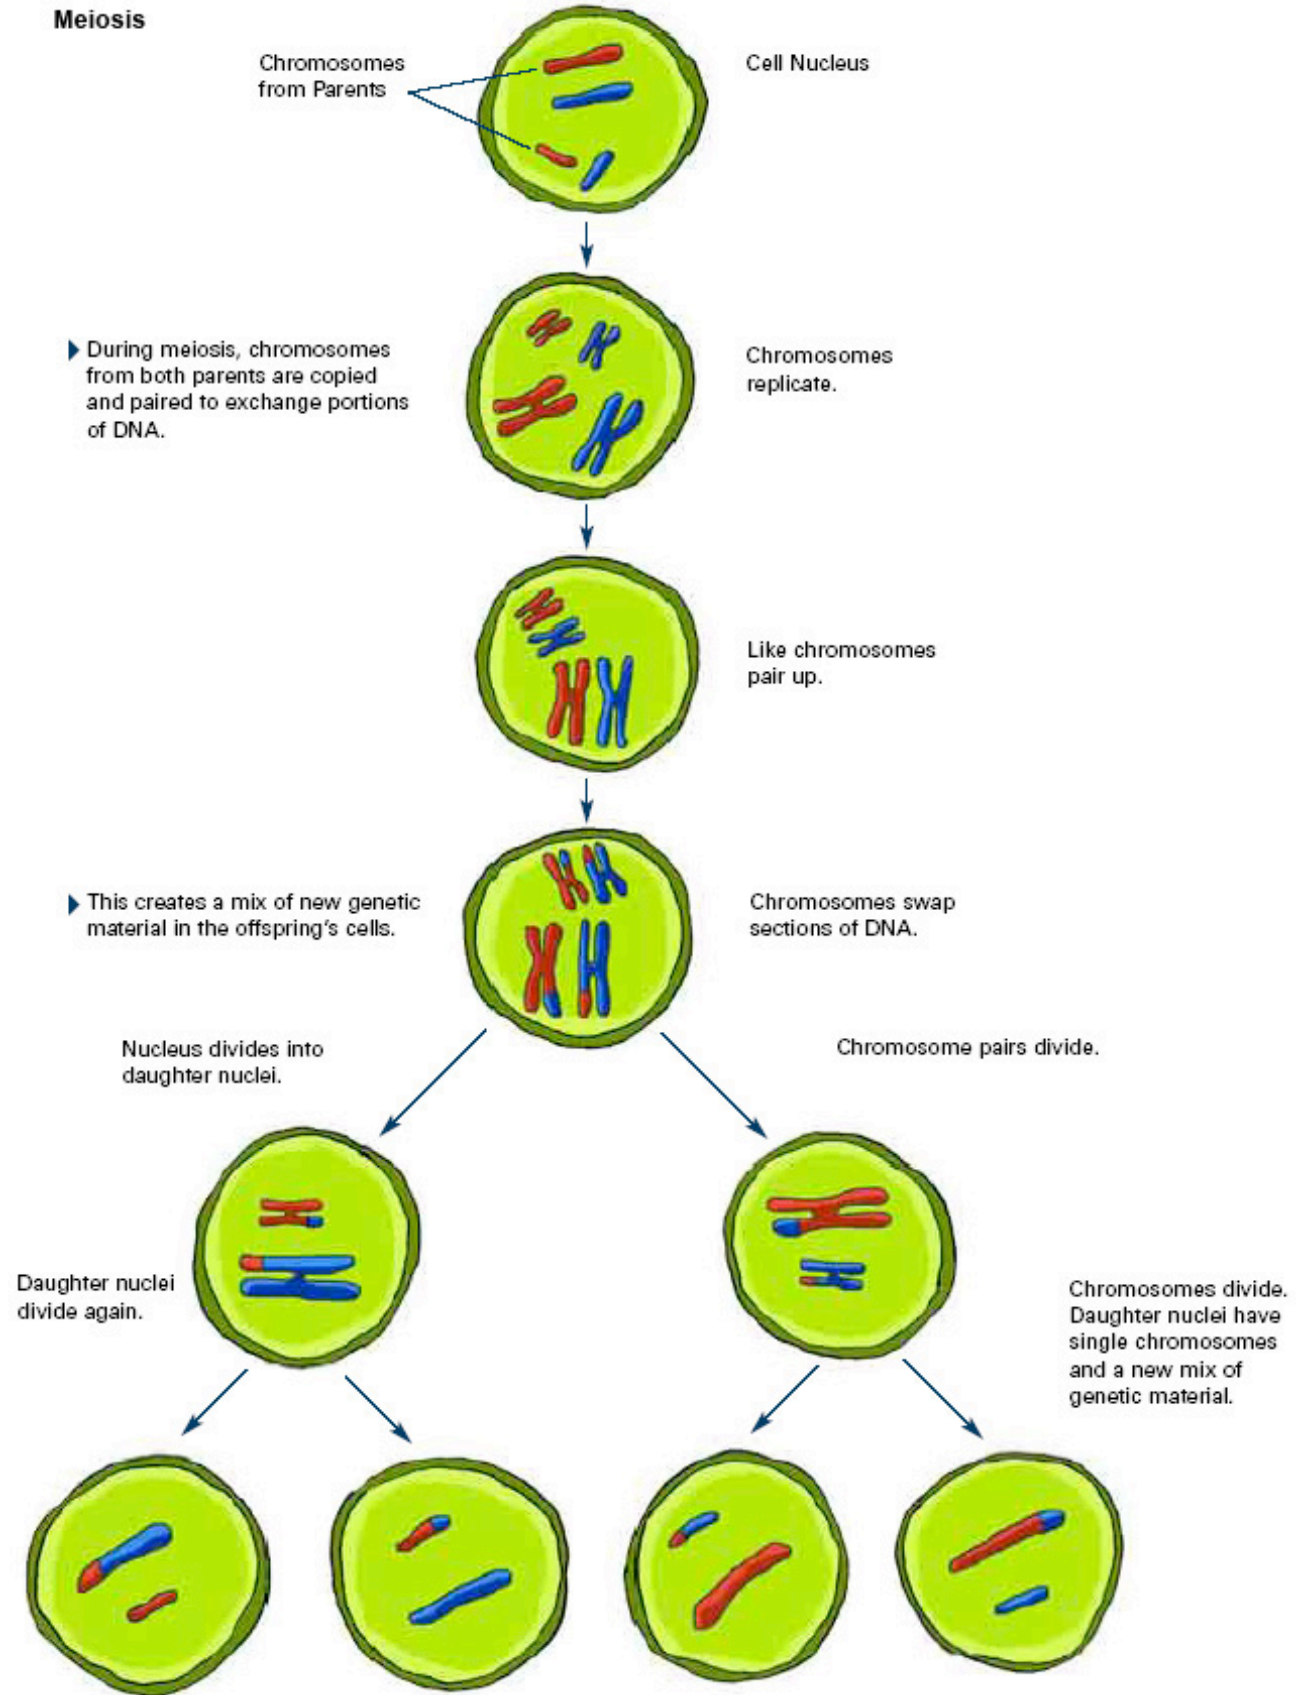 Meiosis
Chromosomes
from Parents
Cell Nucleus
During meiosis, chromosomes
from both parents are copied
and paired to exchange portions
of DNA.
Chromosomes
replicate.
Like chromosomes
pair up.
This creates a mix of new genetic
material in the offspring's cells.
Chromosomes swap
sections of DNA.
Nucleus divides into
daughter nuclei.
Chromosome pairs divide.
Daughter nuclei
divide again.
Chromosomes divide.
Daughter nuclei have
single chromosomes
and a new mix of
genetic material.